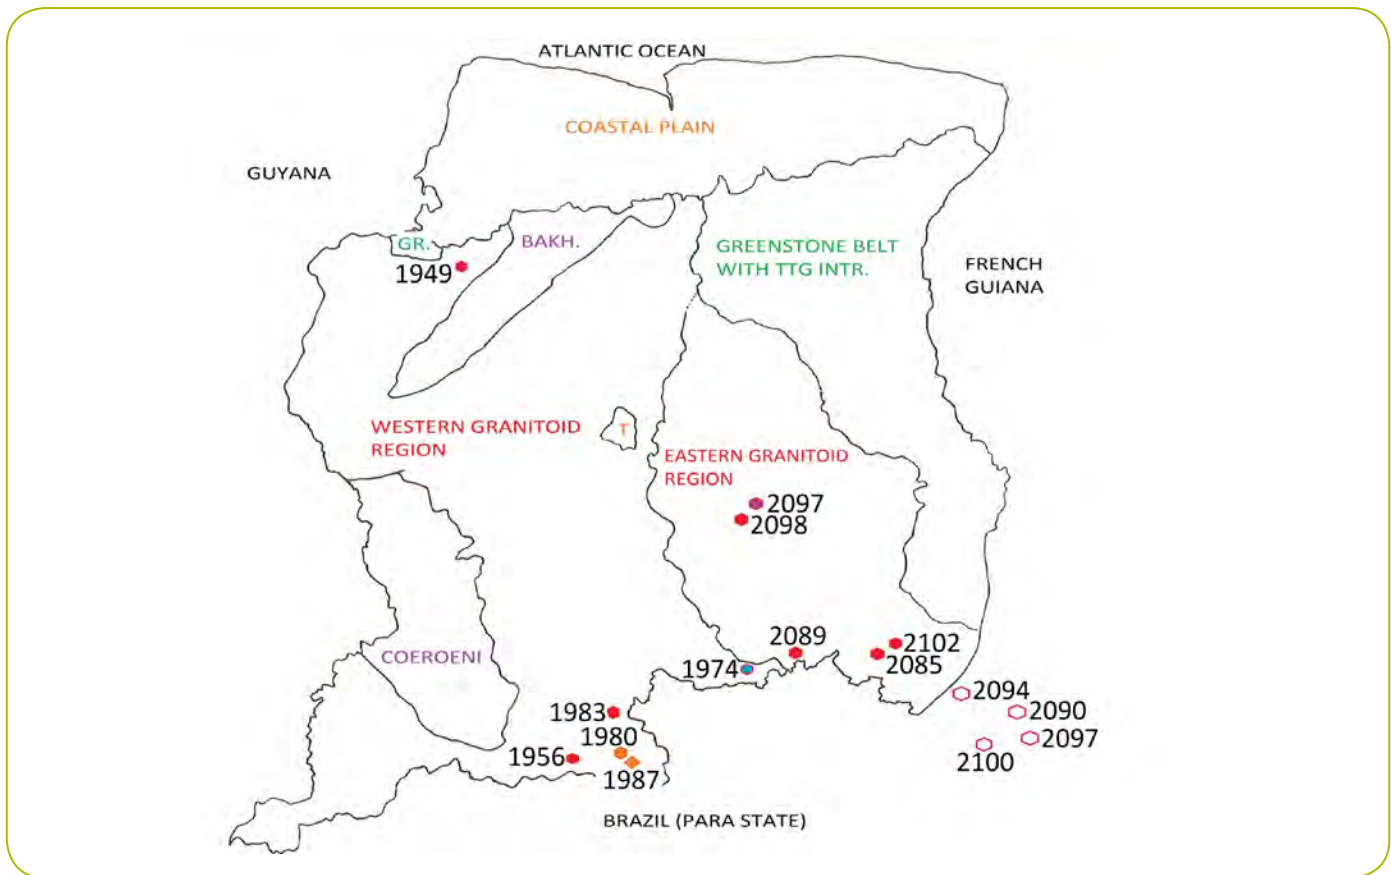 ATLANTIC OCEAN
COASTAL PLAIN
GUYANA
GR.
BAKH.
GREENSTONE BELT
WITH TTG INTR.
1949
FRENCH
GUIANA
WESTERN GRANITOID
REGION
T
EASTERN GRANITOID
REGION
2097
2098
2089
2102
2085
COEROENI
1974
2094
1983
2090
1980
2097
1956
2100
1987
BRAZIL (PARA STATE)